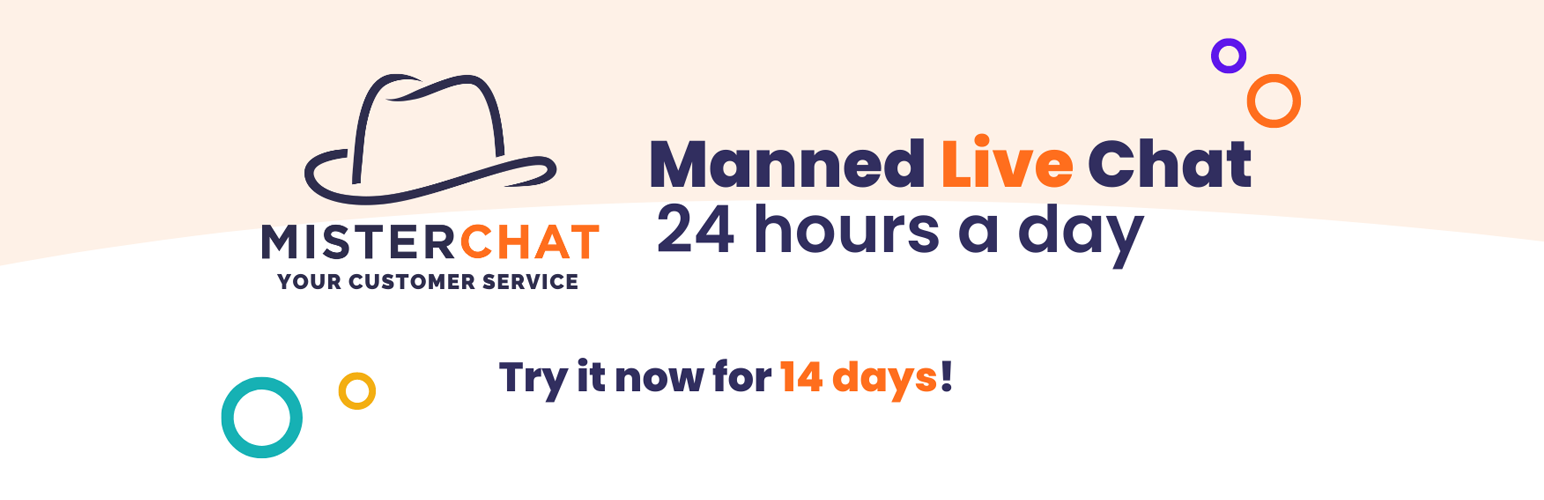 MISTERCHAT
YOUR CUSTOMER SERVICE
Manned Live Chat
24 hours a day
Try it now for 14 days!